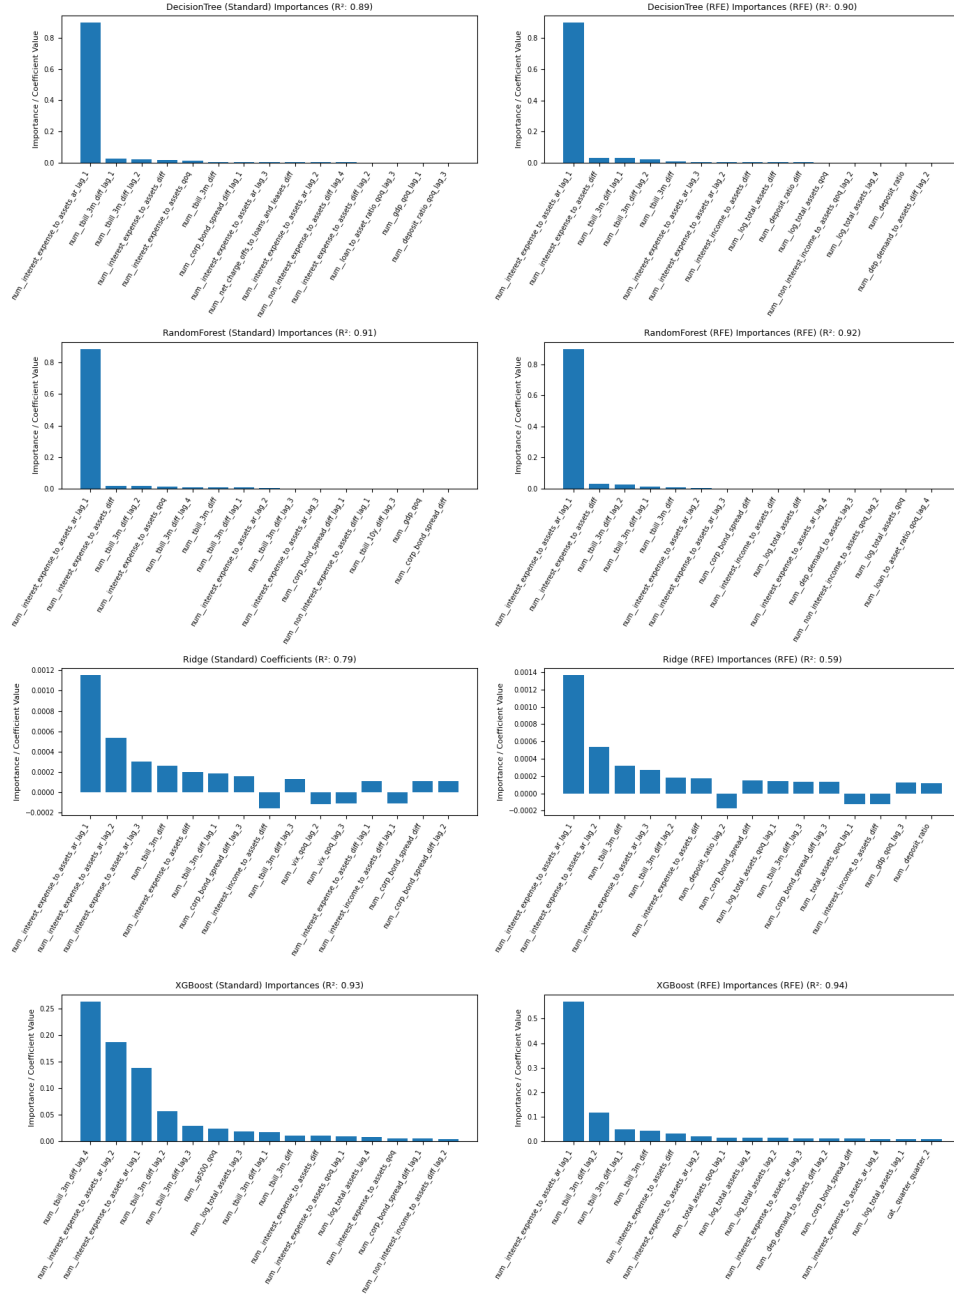 DecisionTree (Standard) Importances (R²: 0.89)
Importance / Coefficient Value
0.8
0.6
0.4
0.2
0.0
num__interest_expense_to_assets_ar_lag_1
num__tbill_3m_diff_lag_1
num__tbill_3m_diff_lag_2
num__interest_expense_to_assets_diff
num__interest_expense_to_assets_qoq
num__tbill_3m_diff
num__corp_bond_spread_diff_lag_1
num__interest_expense_to_assets_ar_lag_3
num__net_charge_offs_to_loans_and_leases_diff
num__interest_expense_to_assets_ar_lag_2
num__non_interest_expense_to_assets_diff_lag_4
num__interest_expense_to_assets_diff_lag_2
num__loan_to_asset_ratio_qoq_lag_3
num__gdp_qoq_lag_1
num__deposit_ratio_qoq_lag_3
DecisionTree (RFE) Importances (RFE) (R²: 0.90)
Importance / Coefficient Value
0.8
0.6
0.4
0.2
0.0
num__interest_expense_to_assets_ar_lag_1
num__interest_expense_to_assets_diff
num__tbill_3m_diff_lag_1
num__tbill_3m_diff_lag_2
num__tbill_3m_diff
num__interest_expense_to_assets_ar_lag_3
num__interest_expense_to_assets_ar_lag_2
num__interest_income_to_assets_diff
num__log_total_assets_diff
num__deposit_ratio_diff
num__log_total_assets_qoq
num__non_interest_income_to_assets_qoq_lag_2
num__log_total_assets_lag_4
num__deposit_ratio
num__dep_demand_to_assets_diff_lag_2
RandomForest (Standard) Importances (R²: 0.91)
Importance / Coefficient Value
0.8
0.6
0.4
0.2
0.0
num__interest_expense_to_assets_ar_lag_1
num__interest_expense_to_assets_diff
num__tbill_3m_diff_lag_2
num__interest_expense_to_assets_qoq
num__tbill_3m_diff_lag_4
num__tbill_3m_diff
num__tbill_3m_diff_lag_1
num__interest_expense_to_assets_ar_lag_2
num__tbill_3m_diff_lag_3
num__interest_expense_to_assets_ar_lag_3
num__corp_bond_spread_diff_lag_1
num__non_interest_expense_to_assets_diff_lag_1
num__tbill_10y_diff_lag_3
num__gdp_qoq
num__corp_bond_spread_diff
RandomForest (RFE) Importances (RFE) (R²: 0.92)
Importance / Coefficient Value
0.8
0.6
0.4
0.2
0.0
num__interest_expense_to_assets_ar_lag_1
num__interest_expense_to_assets_diff
num__tbill_3m_diff_lag_2
num__tbill_3m_diff_lag_1
num__tbill_3m_diff
num__interest_expense_to_assets_ar_lag_2
num__interest_expense_to_assets_ar_lag_3
num__corp_bond_spread_diff
num__interest_income_to_assets_diff
num__log_total_assets_diff
num__interest_expense_to_assets_ar_lag_4
num__dep_demand_to_assets_lag_3
num__non_interest_income_to_assets_qoq_lag_2
num__log_total_assets_qoq
num__loan_to_asset_ratio_qoq_lag_4
Ridge (Standard) Coefficients (R²: 0.79)
Importance / Coefficient Value
0.0012
0.0010
0.0008
0.0006
0.0004
0.0002
0.0000
−0.0002
num__interest_expense_to_assets_ar_lag_1
num__interest_expense_to_assets_ar_lag_2
num__interest_expense_to_assets_ar_lag_3
num__tbill_3m_diff
num__interest_expense_to_assets_diff
num__tbill_3m_diff_lag_1
num__corp_bond_spread_diff_lag_3
num__interest_income_to_assets_diff
num__tbill_3m_diff_lag_3
num__vix_qoq_lag_2
num__vix_qoq_lag_3
num__interest_expense_to_assets_diff_lag_1
num__interest_income_to_assets_diff_lag_1
num__corp_bond_spread_diff
num__corp_bond_spread_diff_lag_2
Ridge (RFE) Importances (RFE) (R²: 0.59)
Importance / Coefficient Value
0.0014
0.0012
0.0010
0.0008
0.0006
0.0004
0.0002
0.0000
−0.0002
num__interest_expense_to_assets_ar_lag_1
num__interest_expense_to_assets_ar_lag_2
num__tbill_3m_diff
num__interest_expense_to_assets_ar_lag_3
num__tbill_3m_diff_lag_2
num__interest_expense_to_assets_diff
num__deposit_ratio_lag_2
num__corp_bond_spread_diff
num__log_total_assets_qoq_lag_1
num__tbill_3m_diff_lag_3
num__corp_bond_spread_diff_lag_3
num__total_assets_qoq_lag_1
num__interest_income_to_assets_diff
num__gdp_qoq_lag_3
num__deposit_ratio
XGBoost (Standard) Importances (R²: 0.93)
Importance / Coefficient Value
0.25
0.20
0.15
0.10
0.05
0.00
num__tbill_3m_diff_lag_4
num__interest_expense_to_assets_ar_lag_2
num__interest_expense_to_assets_ar_lag_1
num__tbill_3m_diff_lag_2
num__tbill_3m_diff_lag_3
num__sp500_qoq
num__log_total_assets_lag_3
num__tbill_3m_diff_lag_1
num__tbill_3m_diff
num__interest_expense_to_assets_diff
num__interest_expense_to_assets_qoq_lag_1
num__log_total_assets_lag_4
num__interest_expense_to_assets_qoq
num__corp_bond_spread_diff_lag_1
num__non_interest_income_to_assets_diff_lag_2
XGBoost (RFE) Importances (RFE) (R²: 0.94)
Importance / Coefficient Value
0.5
0.4
0.3
0.2
0.1
0.0
num__interest_expense_to_assets_ar_lag_1
num__tbill_3m_diff_lag_2
num__tbill_3m_diff_lag_1
num__tbill_3m_diff
num__interest_expense_to_assets_diff
num__interest_expense_to_assets_ar_lag_2
num__total_assets_qoq_lag_1
num__log_total_assets_lag_4
num__log_total_assets_lag_2
num__interest_expense_to_assets_ar_lag_3
num__dep_demand_to_assets_diff_lag_2
num__corp_bond_spread_diff
num__interest_expense_to_assets_ar_lag_4
num__log_total_assets_lag_1
cat__quarter_quarter_2